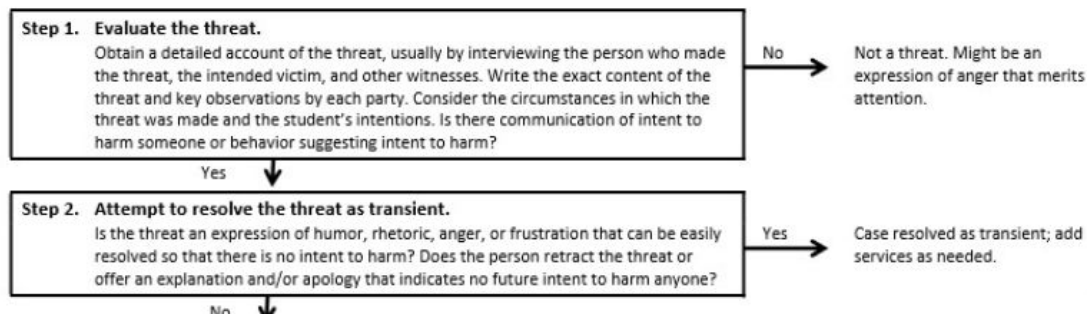 Step 1. Evaluate the threat.
Obtain a detailed account of the threat, usually by interviewing the person who made
the threat, the intended victim, and other witnesses. Write the exact content of the
threat and key observations by each party. Consider the circumstances in which the
threat was made and the student's intentions. Is there communication of intent to
harm someone or behavior suggesting intent to harm?
No
Not a threat. Might be an
expression of anger that merits
attention.
Yes
Step 2. Attempt to resolve the threat as transient.
Is the threat an expression of humor, rhetoric, anger, or frustration that can be easily
resolved so that there is no intent to harm? Does the person retract the threat or
offer an explanation and/or apology that indicates no future intent to harm anyone?
Yes
Case resolved as transient; add
services as needed.
No